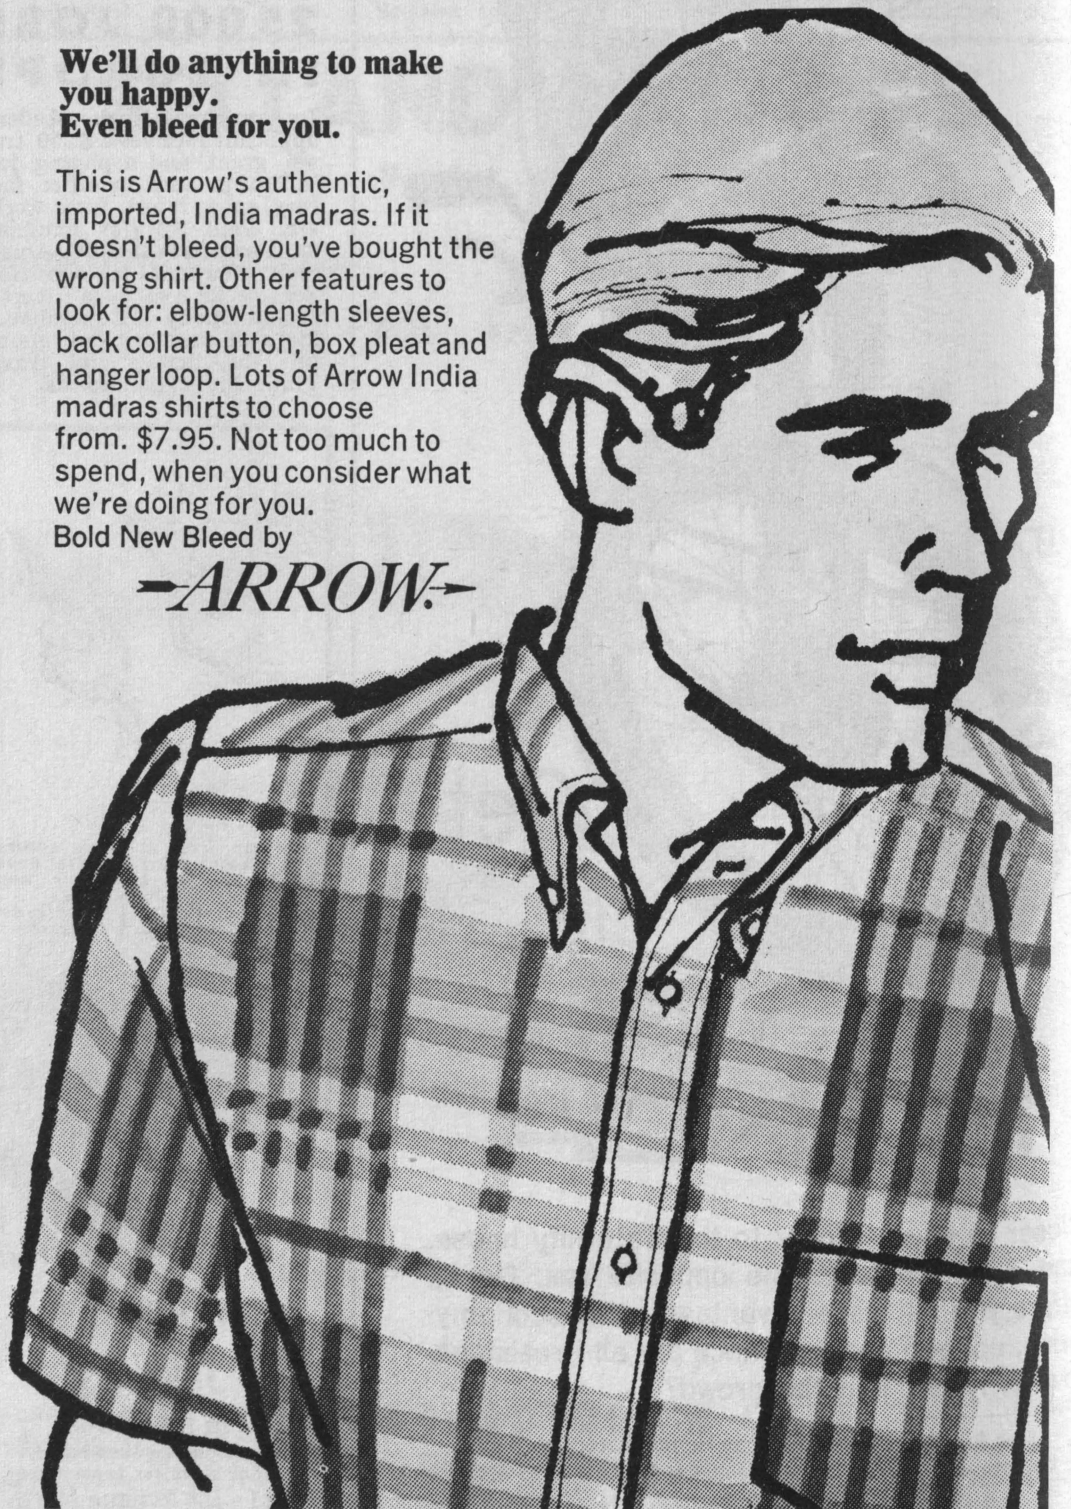 We'll do anything to make
you happy.
Even bleed for you.
This is Arrow's authentic,
imported, India madras. If it
doesn't bleed, you've bought the
wrong shirt. Other features to
look for: elbow-length sleeves,
back collar button, box pleat and
hanger loop. Lots of Arrow India
madras shirts to choose
from. $7.95. Not too much to
spend, when you consider what
we're doing for you.
Bold New Bleed by
ARROW.